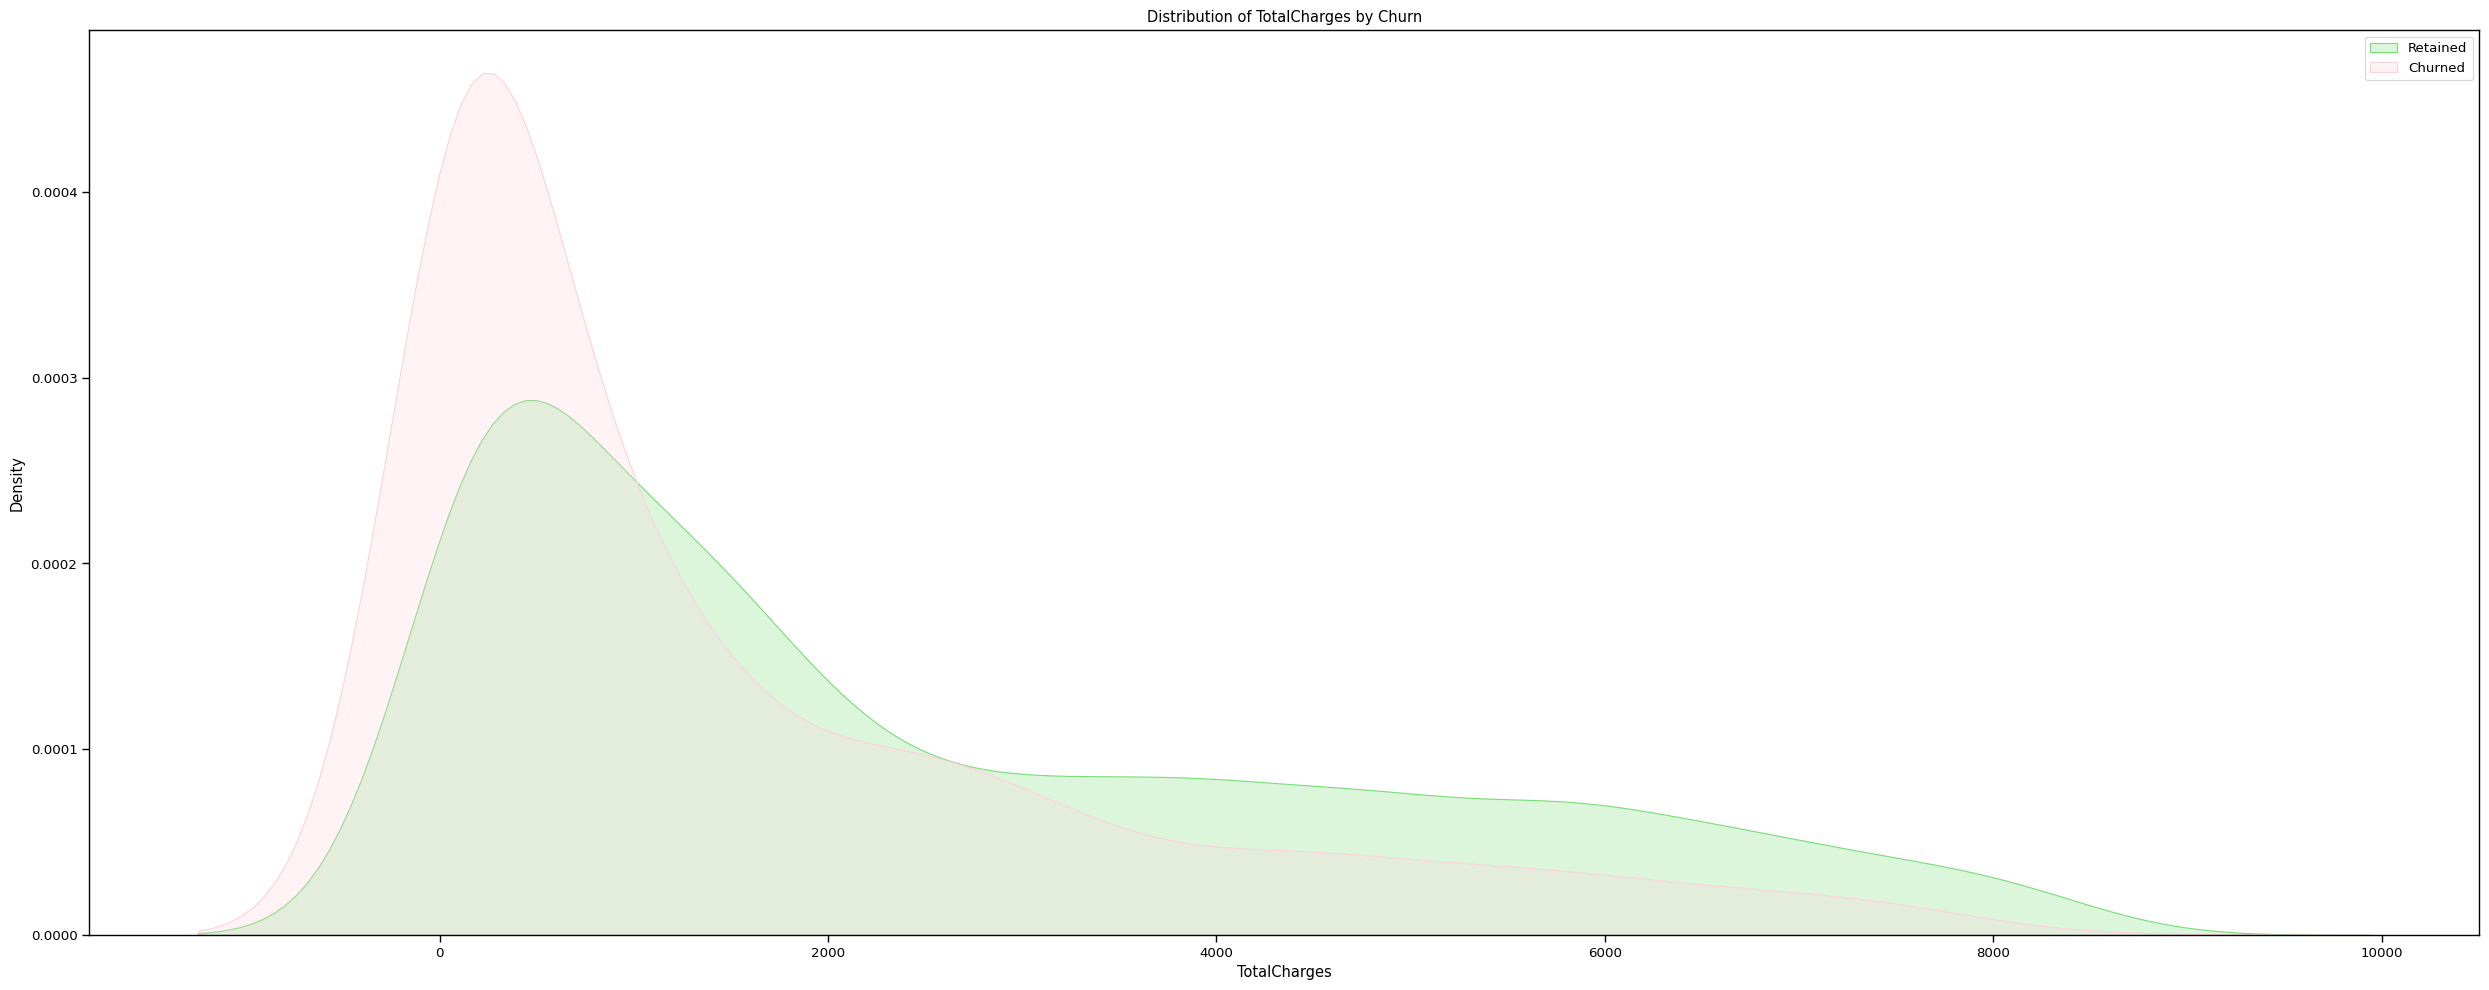 Distribution of TotalCharges by Churn
Retained
Churned
0.0004
0.0003
0.0002
0.0001
0.0000
Density
0
2000
4000
6000
8000
10000
TotalCharges